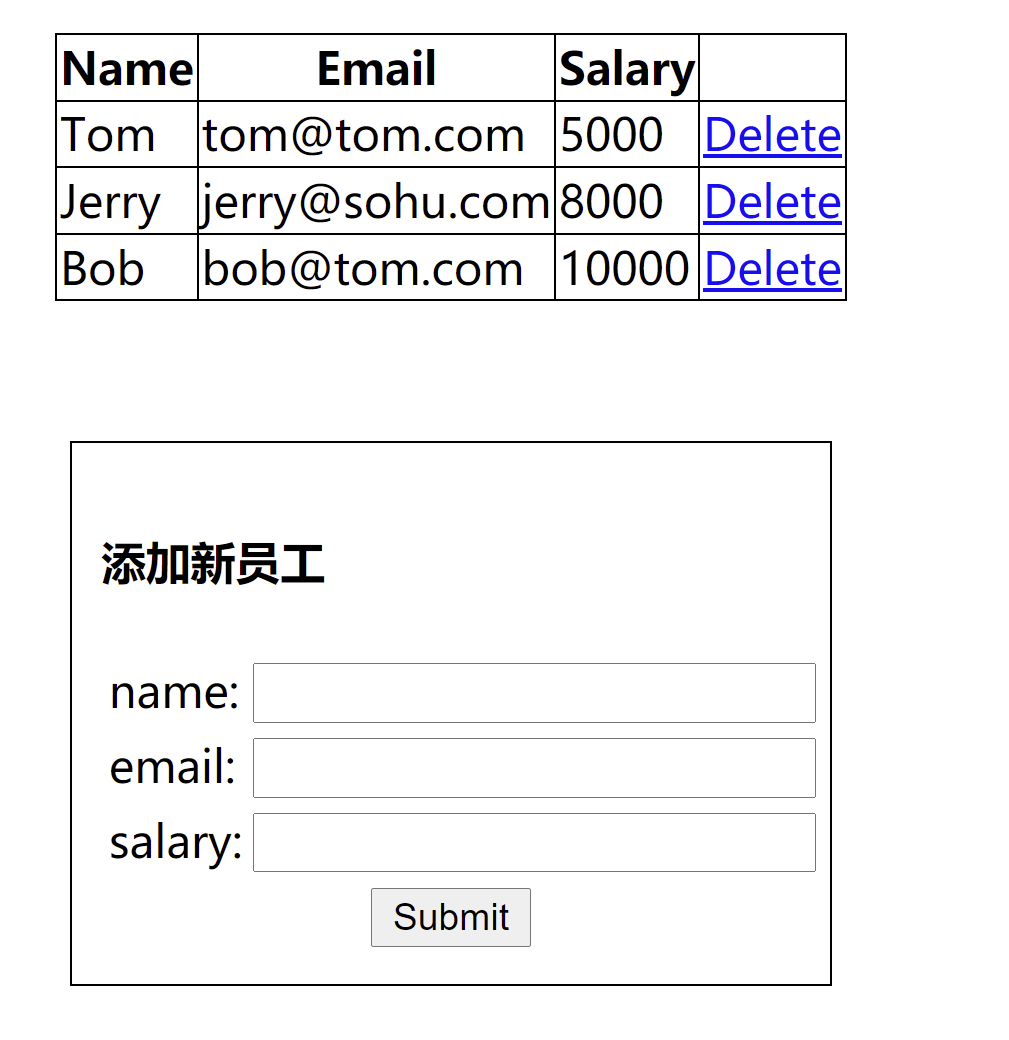 Name Email Salary
Tom tom@tom.com 5000 Delete
Jerry jerry@sohu.com 8000 Delete
Bob bob@tom.com 10000 Delete
添加新员工
name:
email:
salary:
Submit